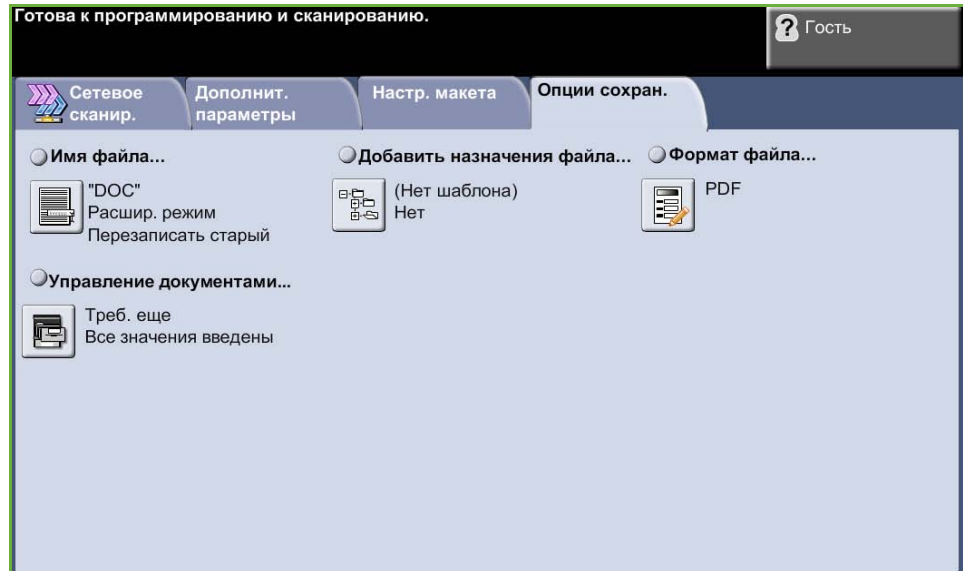 Готова к программированию и сканированию.
Гость
Сетевое
сканир.
Дополнит.
параметры
Настр. макета
Опции сохран.
Имя файла...
"DOC"
Расшир. режим
Перезаписать старый
Добавить назначения файла...
(Нет шаблона)
Нет
Формат файла...
PDF
Управление документами...
Треб. еще
Все значения введены